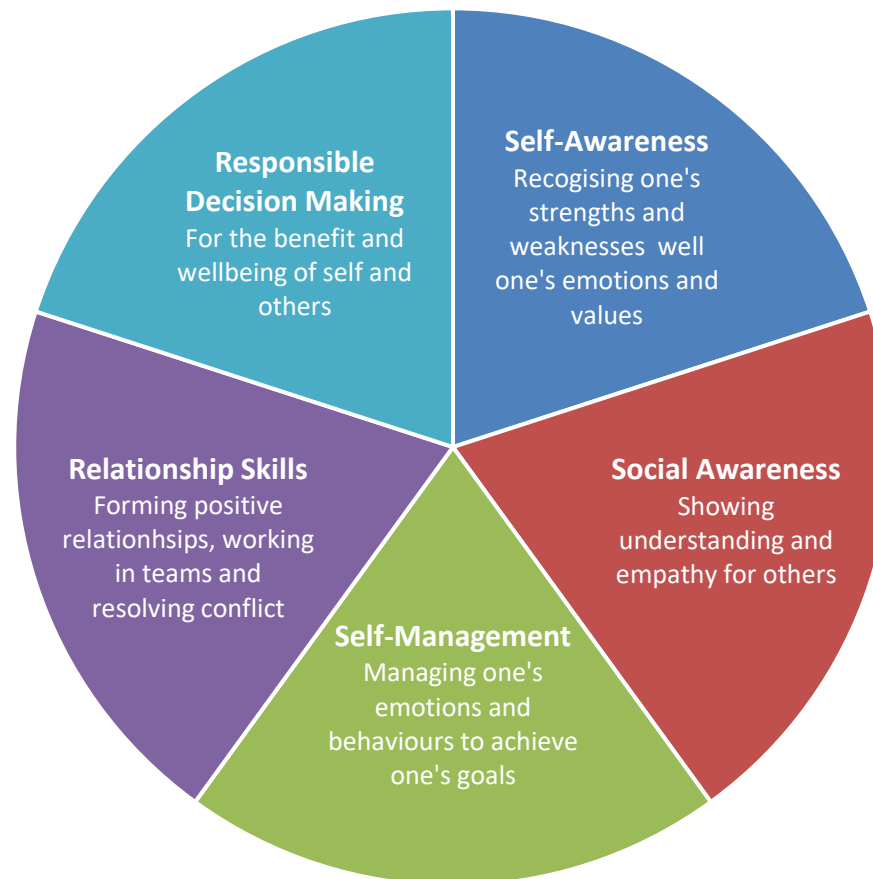 Self-Awareness
Recogising one's
strengths and
weaknesses  well
one's emotions and
values
Social Awareness
Showing
understanding and
empathy for others
Self-Management
Managing one's
emotions and
behaviours to achieve
one's goals
Relationship Skills
Forming positive
relationhsips, working
in teams and
resolving conflict
Responsible
Decision Making
For the benefit and
wellbeing of self and
others